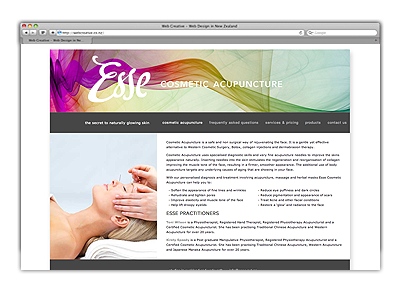 Web Creative – Web Design in New Zealand
Web Creative – Web Design in Ne...
Esse COSMETIC ACUPUNCTURE
the secret to naturally glowing skin cosmetic acupuncture frequently asked questions services & pricing products contact us
Cosmetic Acupuncture is a safe and non surgical way of rejuvenating the face. It is a gentle yet effective
alternative to Western Cosmetic Surgery, Botox, collagen injections and dermabrasion therapy.
Cosmetic Acupuncture uses specialised diagnostic skills and very fine acupuncture needles to improve the skins
appearance naturally. Inserting needles into the skin stimulates the regeneration and reorganisation of collagen
improving the muscle tone of the face, resulting in a firmer, smoother appearance. The additional use of body
acupuncture targets any underlying causes of aging that are showing in your face.
With our personalised diagnosis and treatment involving acupuncture, massage and herbal masks Esse Cosmetic
Acupuncture can help you to:
- Soften the appearance of fine lines and wrinkles
- Rehydrate and tighten pores
- Improve elasticity and muscle tone of the face
- Help lift droopy eyelids
- Reduce eye puffiness and dark circles
- Reduce pigmentation and appearance of scars
- Treat Acne and other facial conditions
- Restore a 'glow' and radiance to the face
ESSE PRACTITIONERS
is a Physiotherapist, Registered Hand Therapist, Registered Physiotherapy Acupuncturist and a
Certified Cosmetic Acupuncturist. She has been practising Traditional Chinese Medicine and Western
Acupuncture for over 20 years.
is a Post graduate Manipulative Physiotherapist, Registered Physiotherapy Acupuncturist and a
Certified Cosmetic Acupuncturist. She has been practising Traditional Chinese Medicine, Western Acupuncture
and Japanese Manaka Acupuncture for over 20 years.